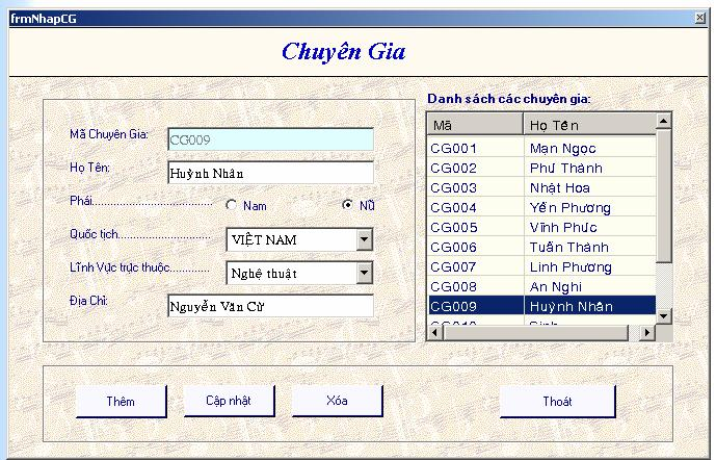 frmNhapCG
Chuyên Gia
Mã Chuyên Gia: CG009
Họ Tên: Huỳnh Nhân
Phái................................ Nam Nữ
Quốc tịch........................ VIỆT NAM
Lĩnh Vực trực thuộc............ Nghệ thuật
Địa Chỉ: Nguyễn Văn Cừ
Danh sách các chuyên gia:
Mã Họ Tên
CG001 Mạn Ngọc
CG002 Phư Thành
CG003 Nhật Hoa
CG004 Yến Phương
CG005 Vĩnh Phúc
CG006 Tuấn Thành
CG007 Linh Phương
CG008 An Nghi
CG009 Huỳnh Nhân
Thêm Cập nhật Xóa Thoát